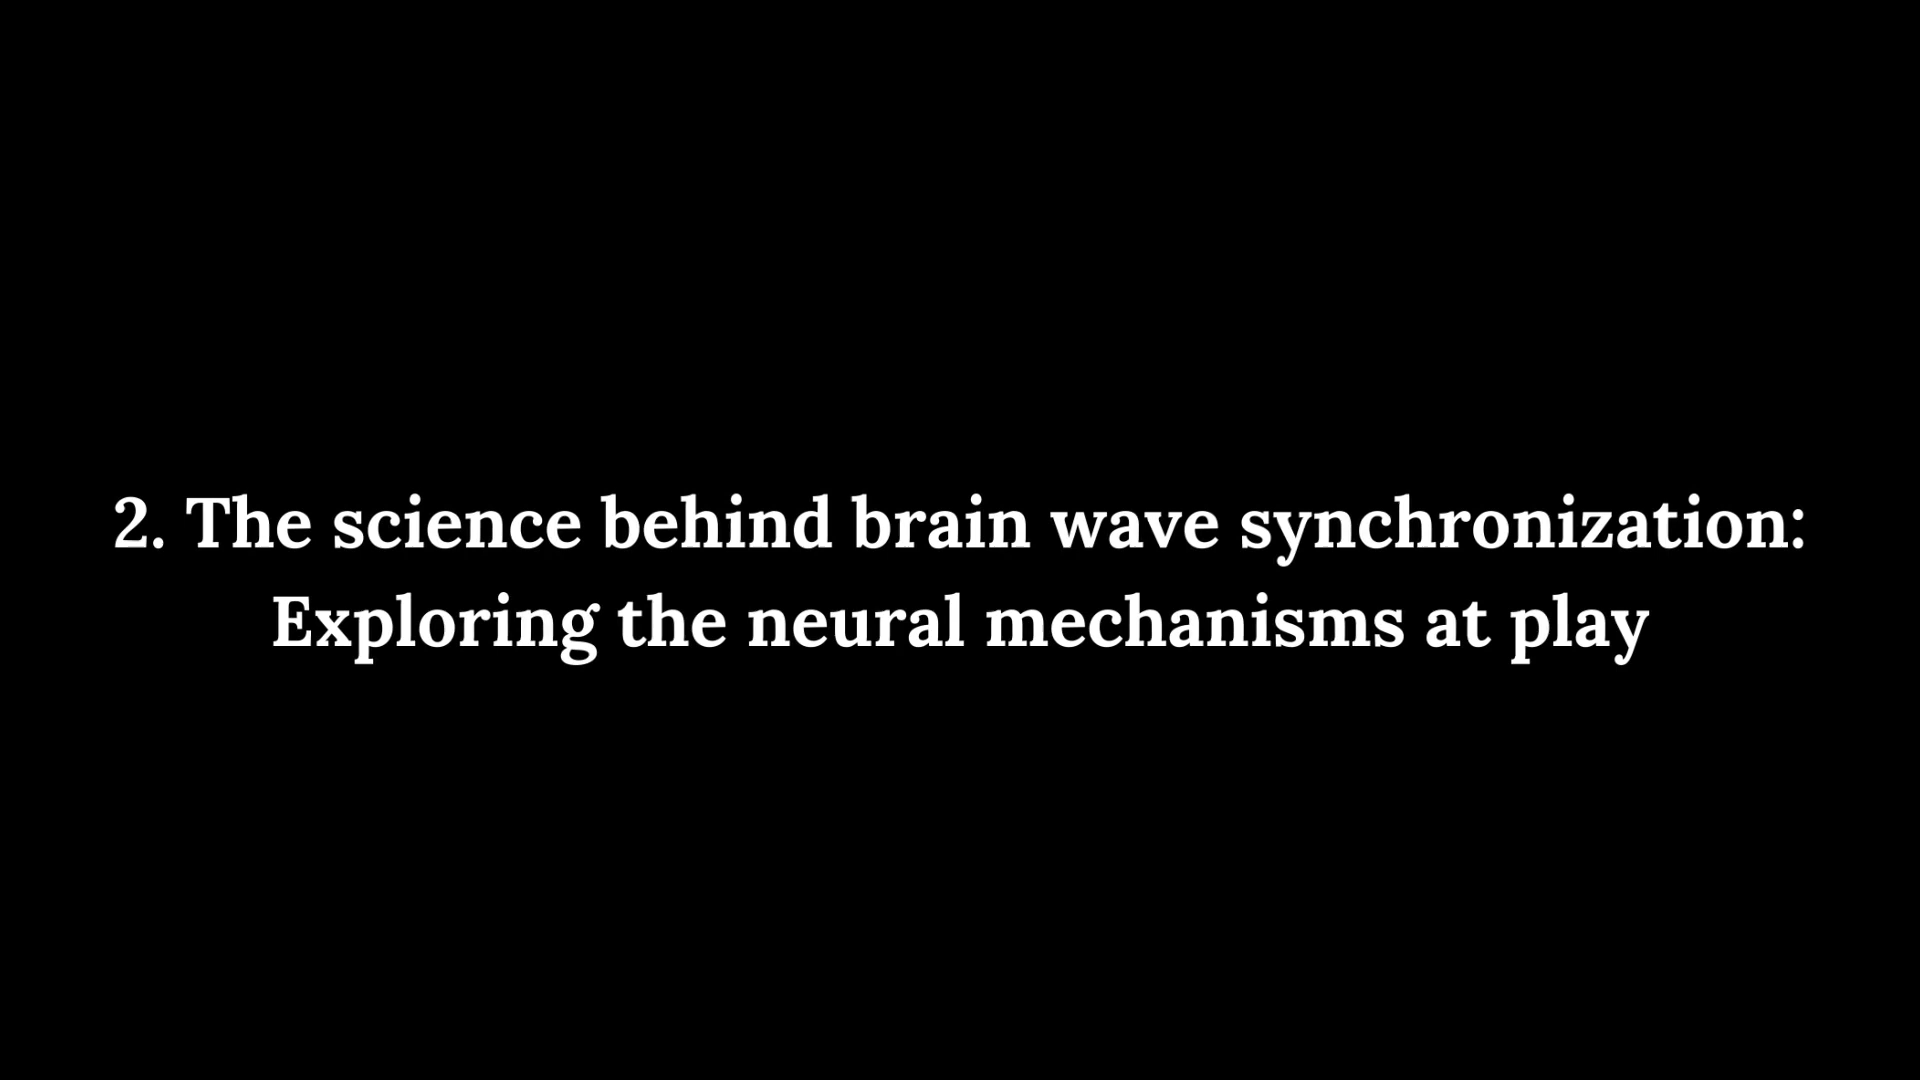 2. The science behind brain wave synchronization:
Exploring the neural mechanisms at play